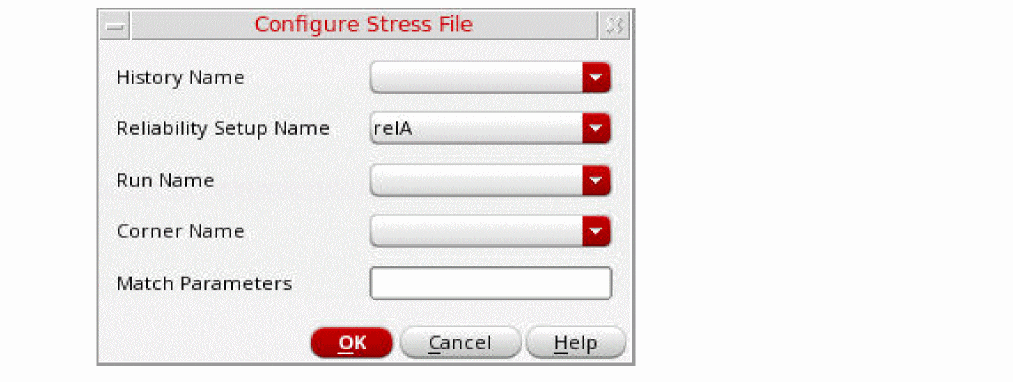 Configure Stress File
History Name
Reliability Setup Name relA
Run Name
Corner Name
Match Parameters
OK Cancel Help